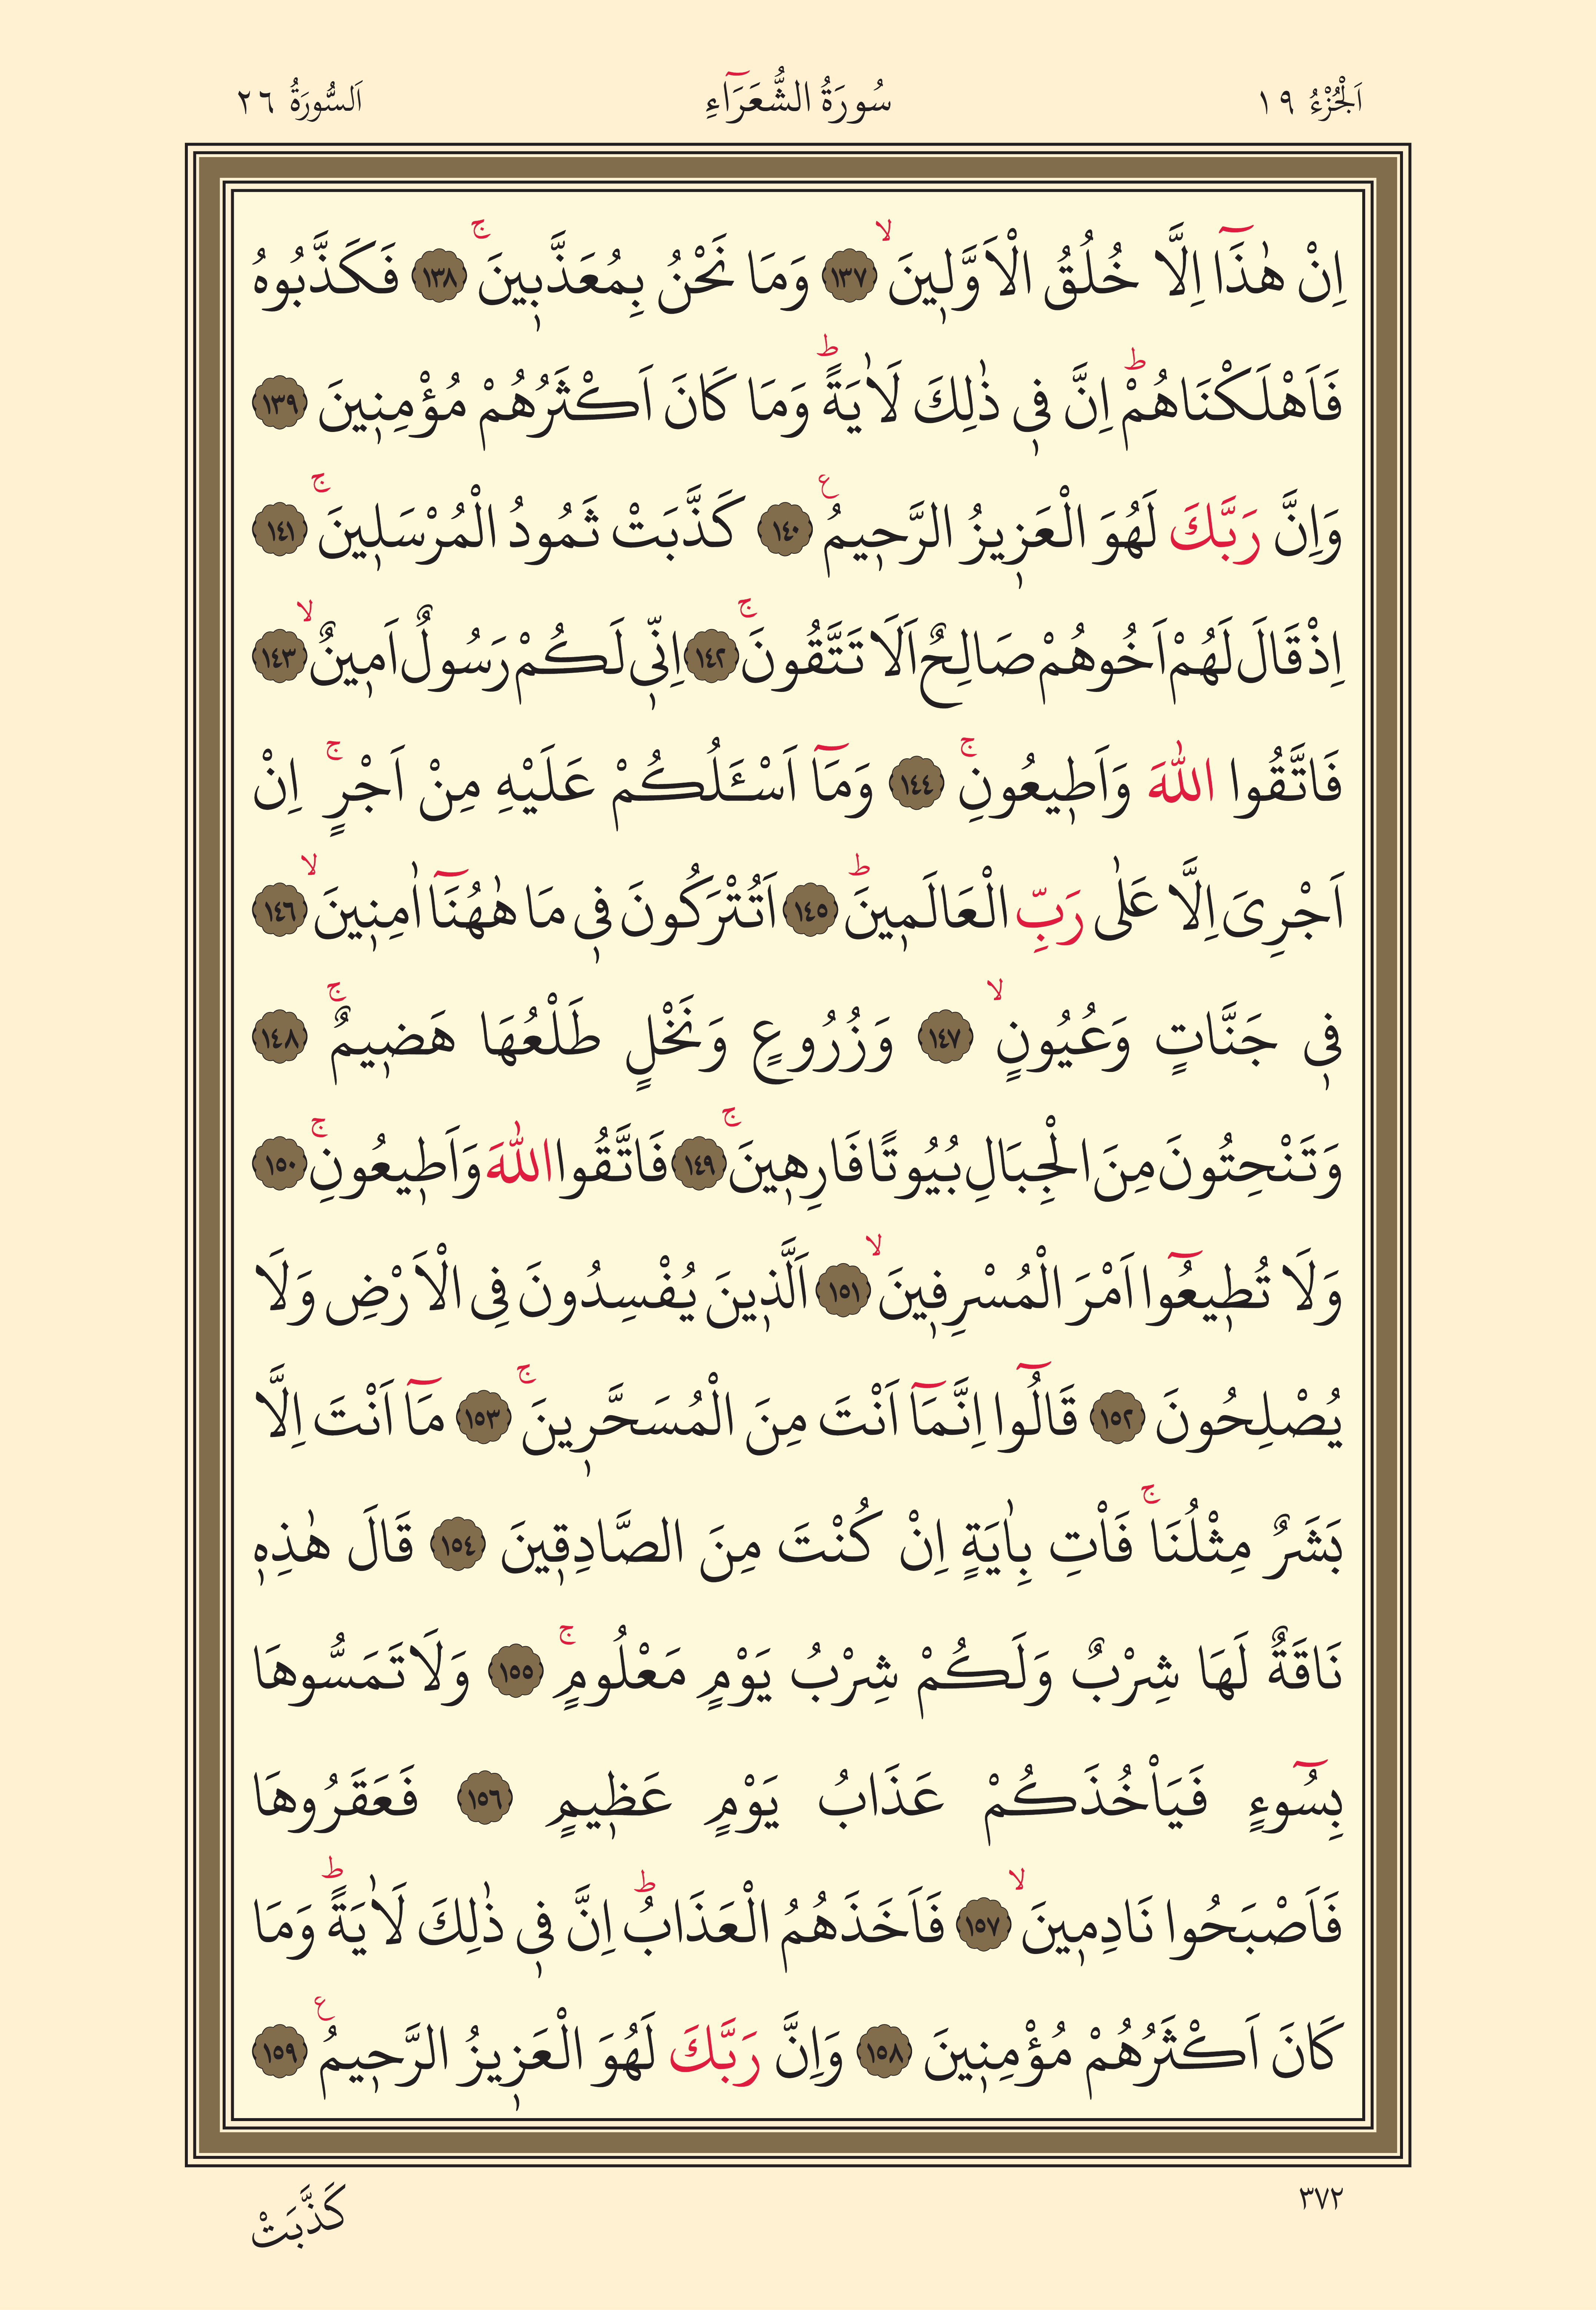 اَلْجُزْءُ ١٩
سُورَةُ الشُّعَرَٓاءِ
اَلسُّورَةُ ٢٦
اِنْ هٰذَٓا اِلَّا خُلُقُ الْاَوَّل۪ينَۙ ﴿١٣٧﴾ وَمَا نَحْنُ بِمُعَذَّب۪ينَۚ ﴿١٣٨﴾ فَكَذَّبُوهُ
فَاَهْلَكْنَاهُمْۜ اِنَّ ف۪ي ذٰلِكَ لَاٰيَةًۜ وَمَا كَانَ اَكْثَرُهُمْ مُؤْمِن۪ينَ ﴿١٣٩﴾
وَاِنَّ رَبَّكَ لَهُوَ الْعَز۪يزُ الرَّح۪يمُ۟ ﴿١٤٠﴾ كَذَّبَتْ ثَمُودُ الْمُرْسَل۪ينَۚ ﴿١٤١﴾
اِذْ قَالَ لَهُمْ اَخُوهُمْ صَالِحٌ اَلَا تَتَّقُونَۚ ﴿١٤٢﴾ اِنّ۪ي لَكُمْ رَسُولٌ اَم۪ينٌۙ ﴿١٤٣﴾
فَاتَّقُوا اللّٰهَ وَاَط۪يعُونِۚ ﴿١٤٤﴾ وَمَٓا اَسْـَٔلُكُمْ عَلَيْهِ مِنْ اَجْرٍۚ اِنْ
اَجْرِىَ اِلَّا عَلٰى رَبِّ الْعَالَم۪ينَۜ ﴿١٤٥﴾ اَتُتْرَكُونَ ف۪ي مَا هٰهُنَٓا اٰمِن۪ينَۙ ﴿١٤٦﴾
ف۪ي جَنَّاتٍ وَعُيُونٍۙ ﴿١٤٧﴾ وَزُرُوعٍ وَنَخْلٍ طَلْعُهَا هَض۪يمٌۚ ﴿١٤٨﴾
وَتَنْحِتُونَ مِنَ الْجِبَالِ بُيُوتًا فَارِه۪ينَۚ ﴿١٤٩﴾ فَاتَّقُوا اللّٰهَ وَاَط۪يعُونِۚ ﴿١٥٠﴾
وَلَا تُط۪يعُٓوا اَمْرَ الْمُسْرِف۪ينَۙ ﴿١٥١﴾ اَلَّذ۪ينَ يُفْسِدُونَ فِى الْاَرْضِ وَلَا
يُصْلِحُونَ ﴿١٥٢﴾ قَالُٓوا اِنَّمَٓا اَنْتَ مِنَ الْمُسَحَّر۪ينَۚ ﴿١٥٣﴾ مَٓا اَنْتَ اِلَّا
بَشَرٌ مِثْلُنَاۚ فَاْتِ بِاٰيَةٍ اِنْ كُنْتَ مِنَ الصَّادِق۪ينَ ﴿١٥٤﴾ قَالَ هٰذِه۪
نَاقَةٌ لَهَا شِرْبٌ وَلَكُمْ شِرْبُ يَوْمٍ مَعْلُومٍۚ ﴿١٥٥﴾ وَلَا تَمَسُّوهَا
بِسُٓوءٍ فَيَاْخُذَكُمْ عَذَابُ يَوْمٍ عَظ۪يمٍ ﴿١٥٦﴾ فَعَقَرُوهَا
فَاَصْبَحُوا نَادِم۪ينَۙ ﴿١٥٧﴾ فَاَخَذَهُمُ الْعَذَابُۜ اِنَّ ف۪ي ذٰلِكَ لَاٰيَةًۜ وَمَا
كَانَ اَكْثَرُهُمْ مُؤْمِن۪ينَ ﴿١٥٨﴾ وَاِنَّ رَبَّكَ لَهُوَ الْعَز۪يزُ الرَّح۪يمُ۟ ﴿١٥٩﴾
٣٧٢
كَذَّبَتْ